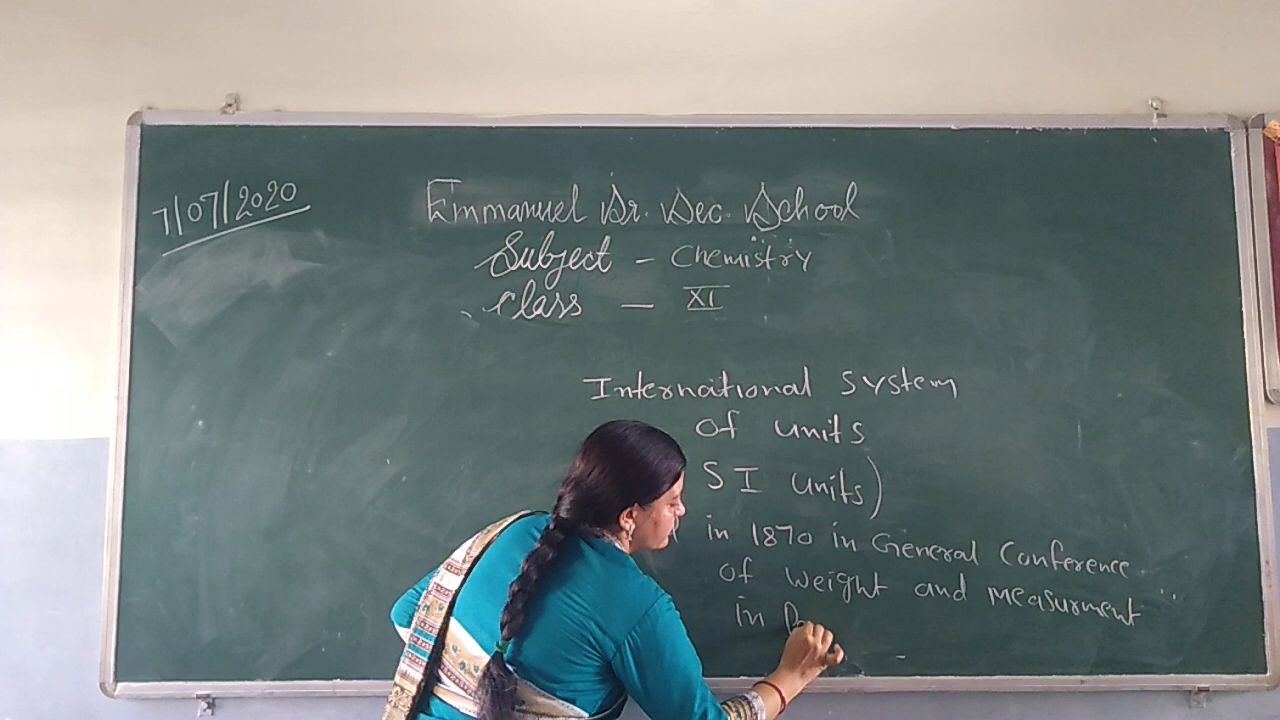 7/07/2020
Emmanuel Sr. Sec. School
Subject - Chemistry
Class - XI
International System
of units
SI units)
in 1870 in General Conference
of weight and measurment
in